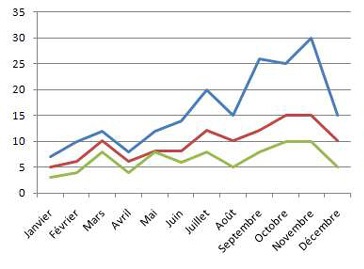 35
30
25
20
15
10
5
0
Janvier
Février
Mars
Avril
Mai
Juin
Juillet
Août
Septembre
Octobre
Novembre
Décembre